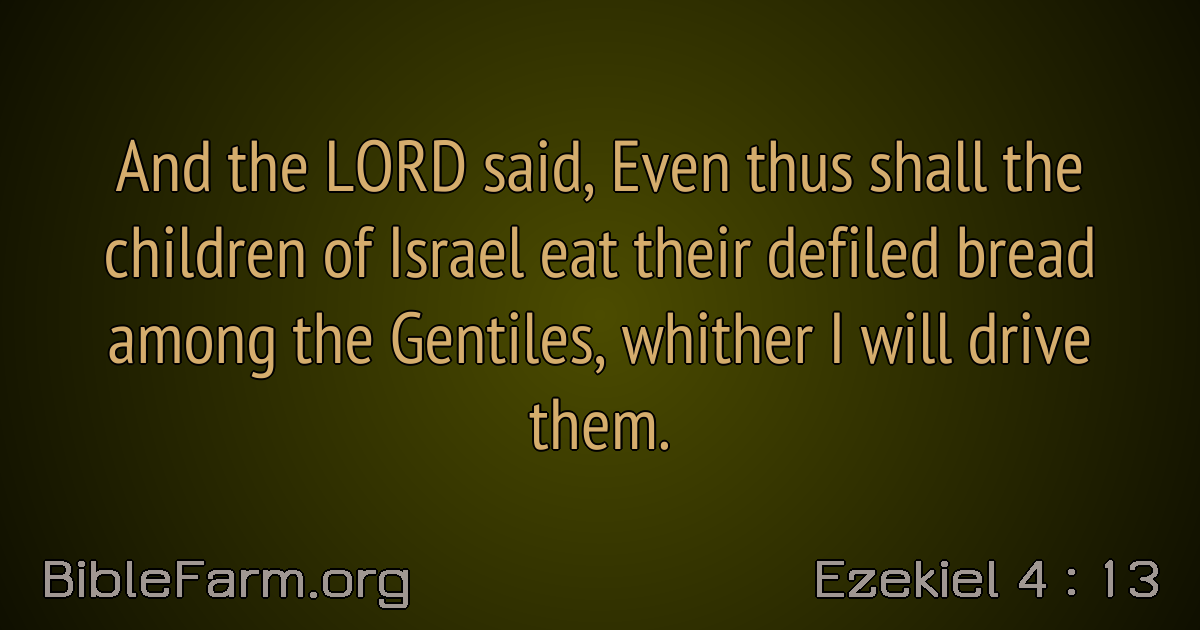 And the LORD said, Even thus shall the
children of Israel eat their defiled bread
among the Gentiles, whither I will drive
them.
BibleFarm.org
Ezekiel 4 : 13